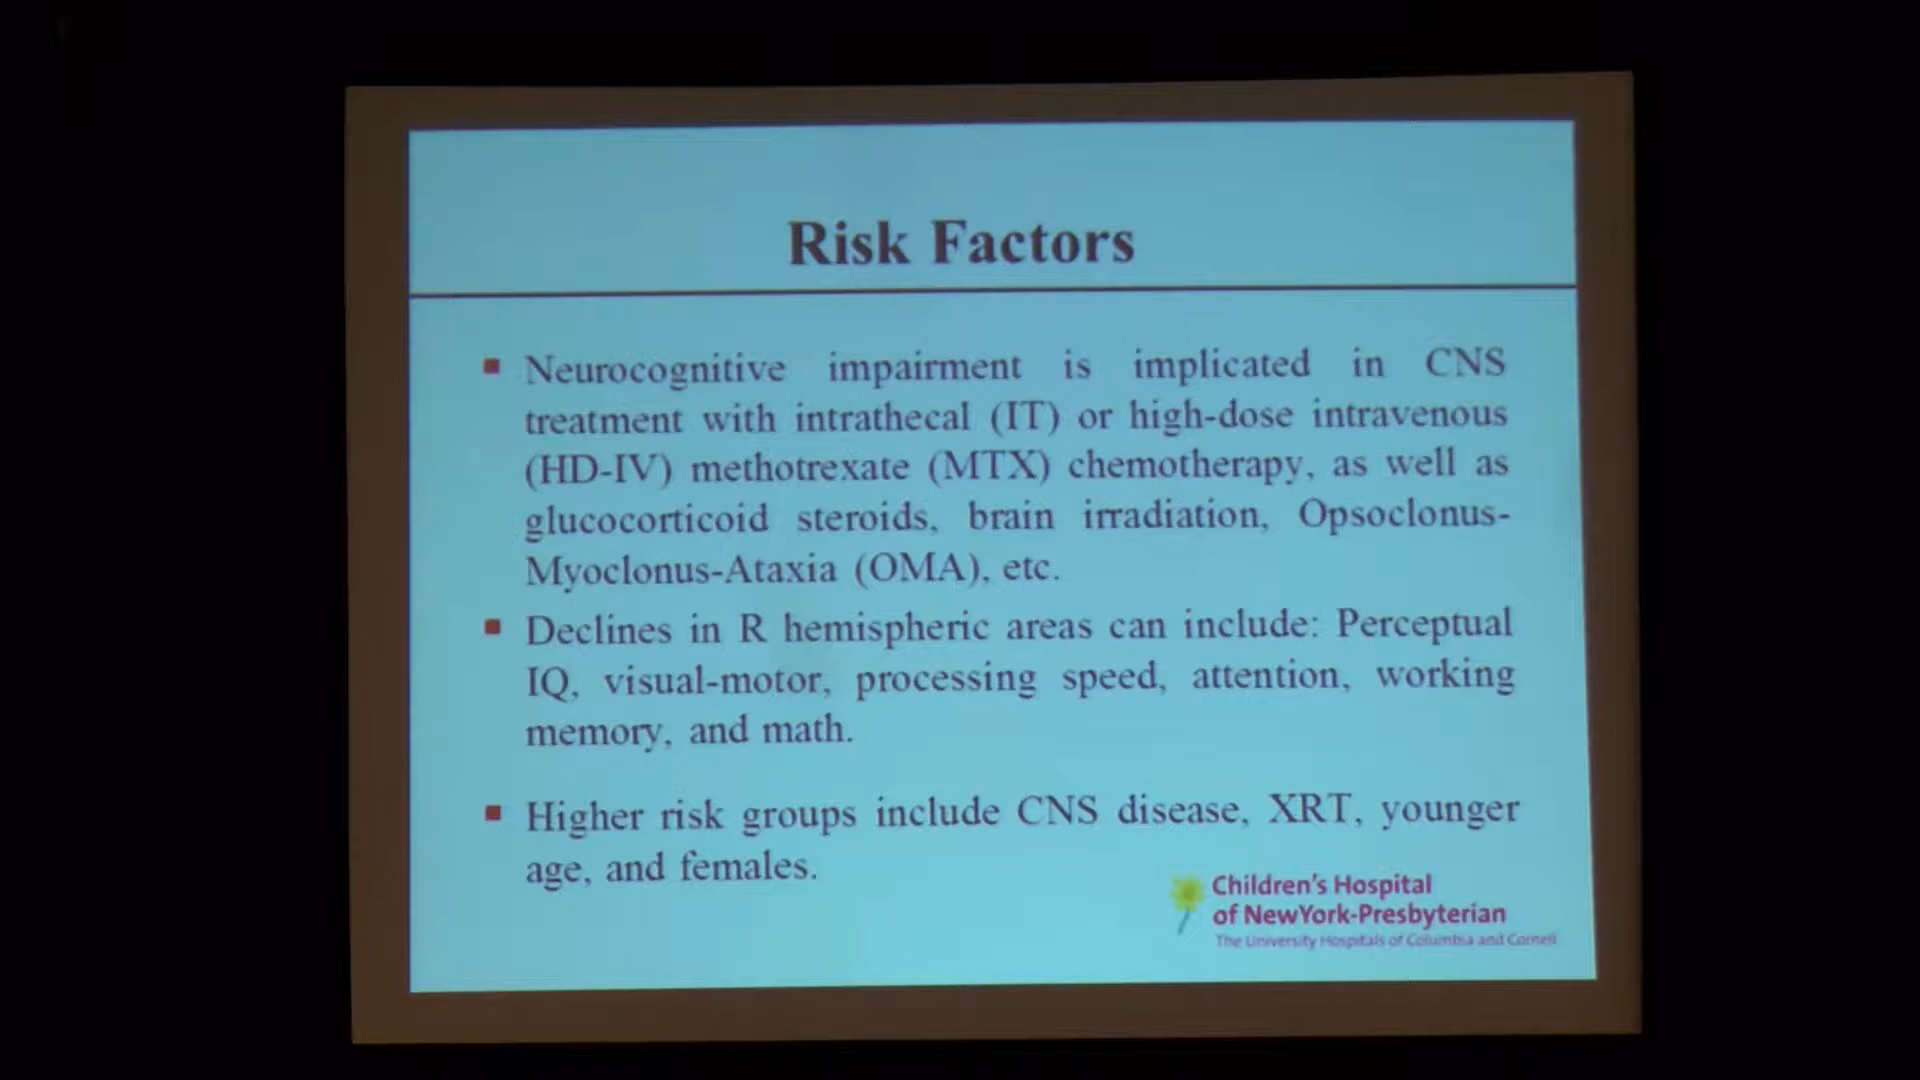 Risk Factors
▪ Neurocognitive impairment is implicated in CNS
treatment with intrathecal (IT) or high-dose intravenous
(HD-IV) methotrexate (MTX) chemotherapy, as well as
glucocorticoid steroids, brain irradiation, Opsoclonus-
Myoclonus-Ataxia (OMA), etc.
▪ Declines in R hemispheric areas can include: Perceptual
IQ, visual-motor, processing speed, attention, working
memory, and math.
▪ Higher risk groups include CNS disease, XRT, younger
age, and females.
Children's Hospital
of NewYork-Presbyterian
The University Hospitals of Columbia and Cornell